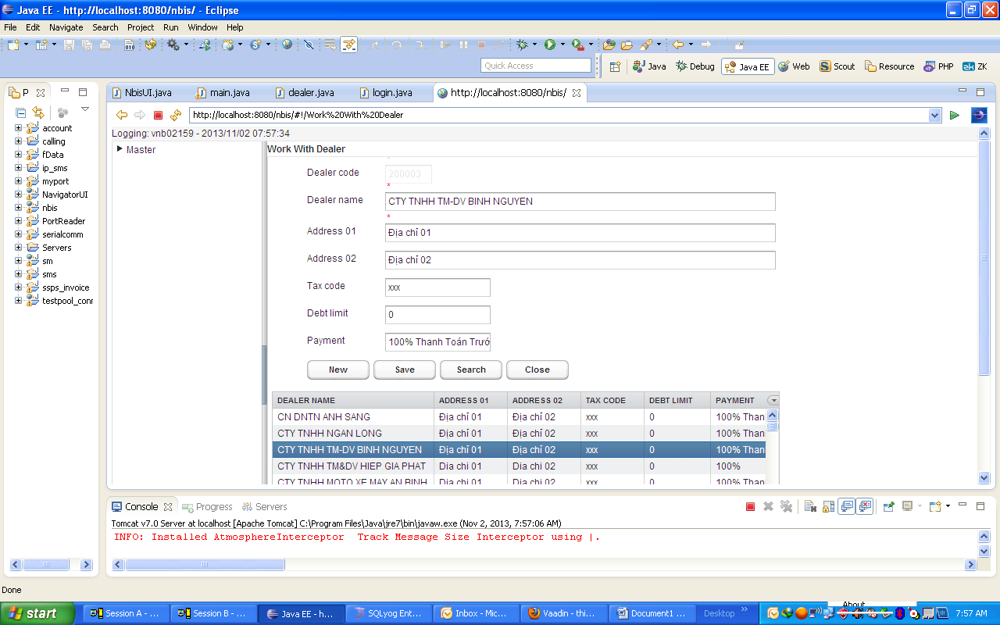 Java EE - http://localhost:8080/nbis/ - Eclipse
File Edit Navigate Search Project Run Window Help
Quick Access
Java Debug Java EE Web Scout Resource PHP ZK
P
NbisUI.java main.java dealer.java login.java http://localhost:8080/nbis/
http://localhost:8080/nbis/#!/Work%20With%20Dealer
account
calling
fData
ip_sms
myport
NavigatorUI
nbis
PortReader
serialcomm
Servers
sm
sms
ssps_invoice
testpool_conr
Logging: vnb02159 - 2013/11/02 07:57:34
Master
Work With Dealer
*
Dealer code 200003
*
Dealer name CTY TNHH TM-DV BINH NGUYEN
*
Address 01 Địa chỉ 01
Address 02 Địa chỉ 02
Tax code xxx
Debt limit 0
Payment 100% Thanh Toán Trướ
New Save Search Close
DEALER NAME ADDRESS 01 ADDRESS 02 TAX CODE DEBT LIMIT PAYMENT
CN DNTN ANH SANG Địa chỉ 01 Địa chỉ 02 xxx 0 100% Than
CTY TNHH NGAN LONG Địa chỉ 01 Địa chỉ 02 xxx 0 100% Than
CTY TNHH TM-DV BINH NGUYEN Địa chỉ 01 Địa chỉ 02 xxx 0 100% Than
CTY TNHH TM&DV HIEP GIA PHAT Địa chỉ 01 Địa chỉ 02 xxx 0 100%
CTY TNHH MOTO XE MAY AN BINH Địa chỉ 01 Địa chỉ 02 xxx 0 100% Than
Console Progress Servers
Tomcat v7.0 Server at localhost [Apache Tomcat] C:\Program Files\Java\jre7\bin\javaw.exe (Nov 2, 2013, 7:57:06 AM)
INFO: Installed AtmosphereInterceptor  Track Message Size Interceptor using |.
Done
About
start Session A - ... Session B - ... Java EE - h... SQLyog Ent... Inbox - Mic... Vaadin - thi... Document1 ... Desktop » 7:57 AM